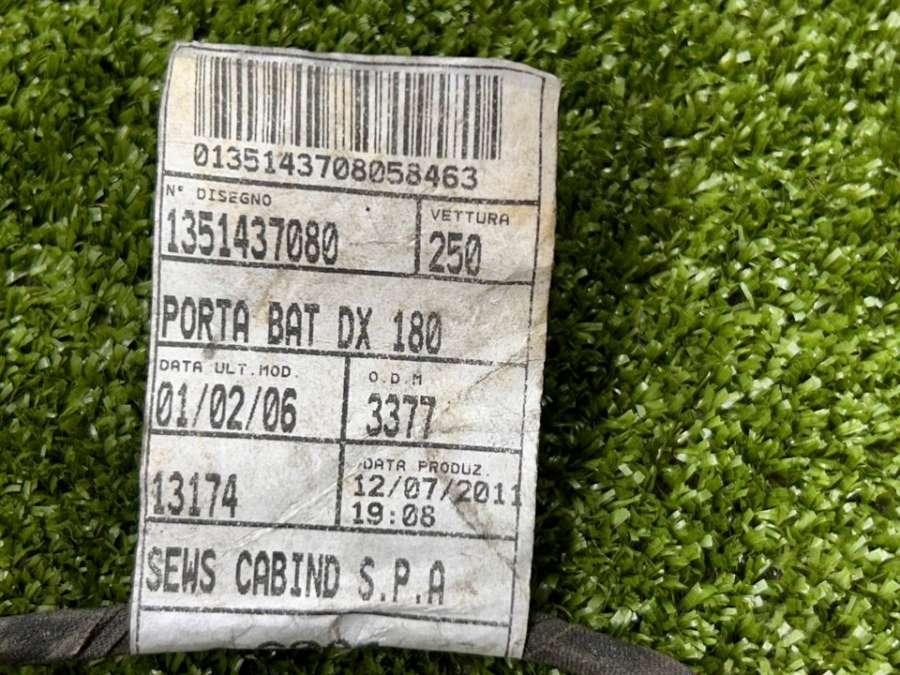 0135143708058463
N° DISEGNO
VETTURA
1351437080
250
PORTA BAT DX 180
DATA ULT.MOD.
O.D.M
01/02/06
3377
DATA PRODUZ.
13174
12/07/2011
19:08
SEWS CABIND S.P.A